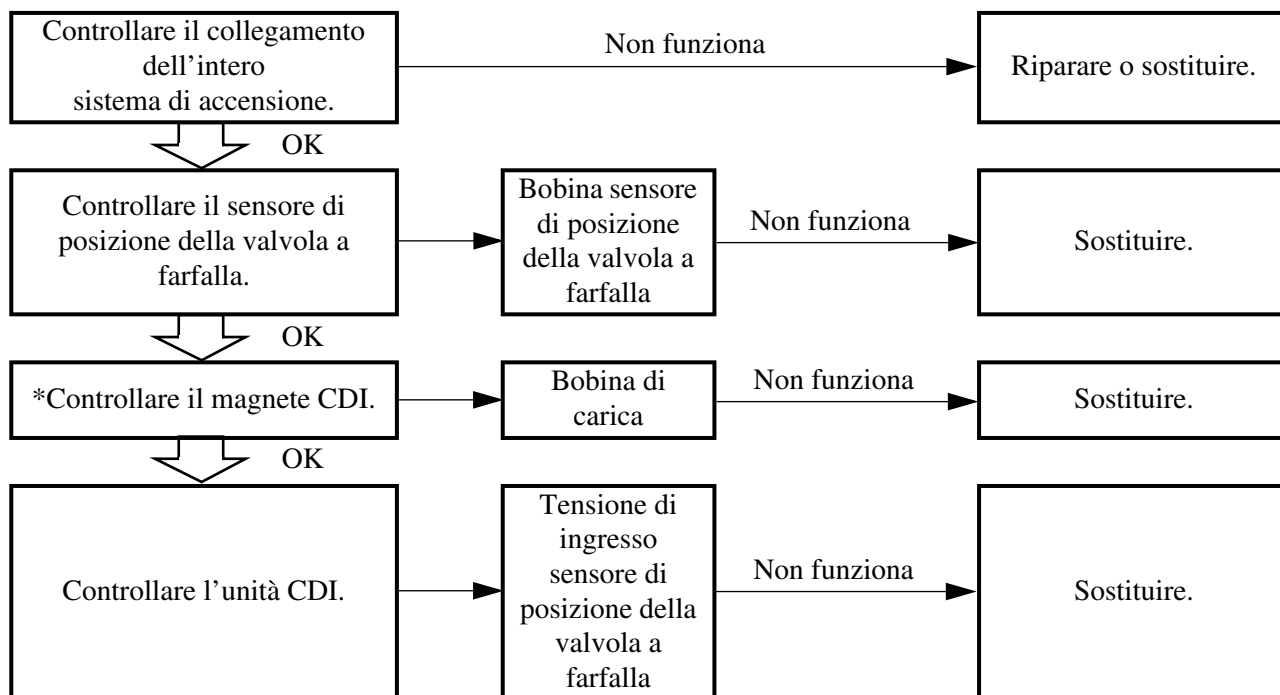 Controllare il collegamento
dell’intero
sistema di accensione.
Non funziona
Riparare o sostituire.
OK
Controllare il sensore di
posizione della valvola a
farfalla.
Bobina sensore
di posizione
della valvola a
farfalla
Non funziona
Sostituire.
OK
*Controllare il magnete CDI.
Bobina di
carica
Non funziona
Sostituire.
OK
Controllare l’unità CDI.
Tensione di
ingresso
sensore di
posizione della
valvola a
farfalla
Non funziona
Sostituire.